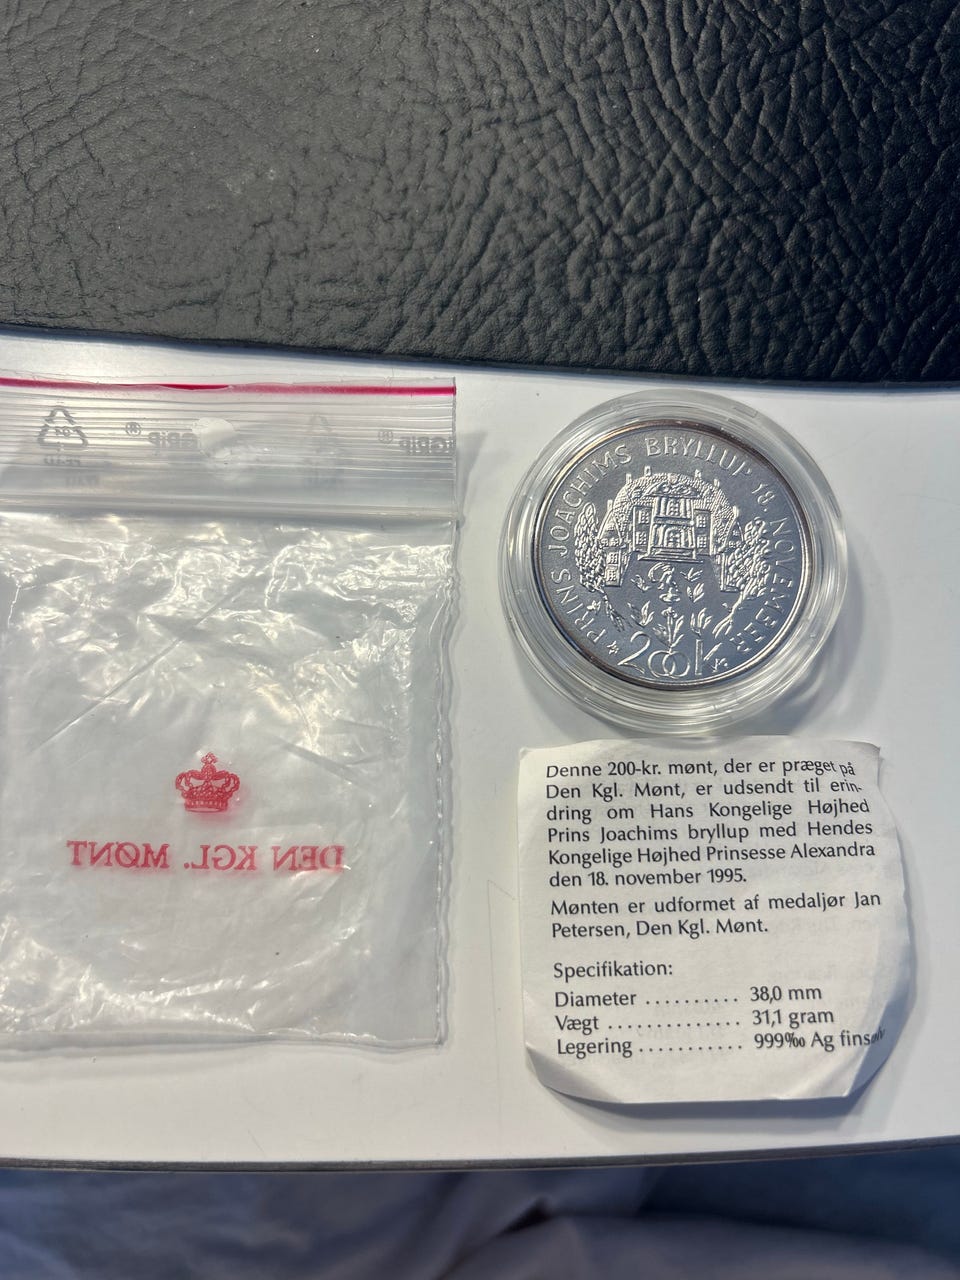 GRIP®
PRINS JOACHIMS BRYLLUP 18. NOVEMBER
200 K
DEN KGL. MØNT
Denne 200-kr. mønt, der er præget på
Den Kgl. Mønt, er udsendt til erin-
dring om Hans Kongelige Højhed
Prins Joachims bryllup med Hendes
Kongelige Højhed Prinsesse Alexandra
den 18. november 1995.
Mønten er udformet af medaljør Jan
Petersen, Den Kgl. Mønt.
Specifikation:
Diameter .......... 38,0 mm
Vægt .............. 31,1 gram
Legering ........... 999‰ Ag finsølv